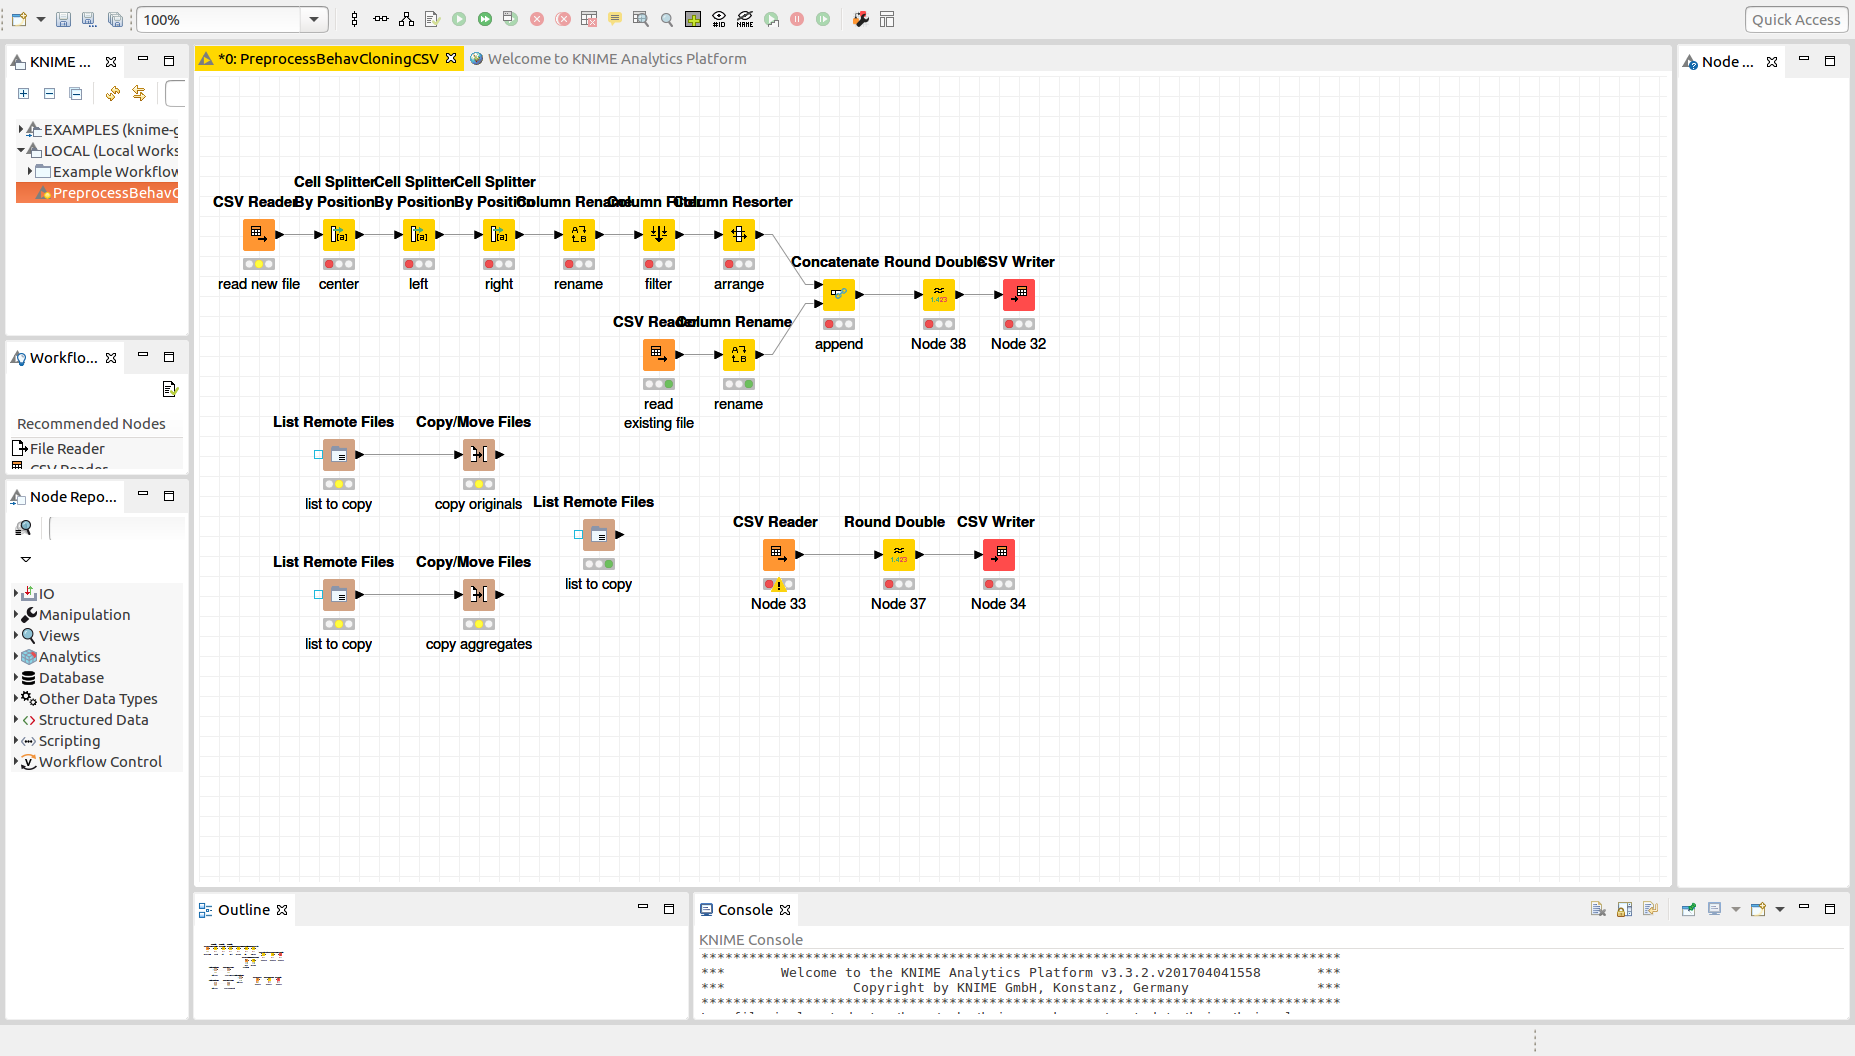 100%
Quick Access
KNIME ...
EXAMPLES (knime-g
LOCAL (Local Works
Example Workflow
PreprocessBehavC
Workflo...
Recommended Nodes
File Reader
CSV Reader
Node Repo...
IO
Manipulation
Views
Analytics
Database
Other Data Types
Structured Data
Scripting
Workflow Control
*0: PreprocessBehavCloningCSV
Welcome to KNIME Analytics Platform
CSV Reader
read new file
Cell Splitter
By Position
center
Cell Splitter
By Position
left
Cell Splitter
By Position
right
Column Rename
rename
Column Filter
filter
Column Resorter
arrange
Concatenate
append
Round Double
Node 38
CSV Writer
Node 32
CSV Reader
read
existing file
Column Rename
rename
List Remote Files
list to copy
Copy/Move Files
copy originals
List Remote Files
list to copy
List Remote Files
list to copy
Copy/Move Files
copy aggregates
CSV Reader
Node 33
Round Double
Node 37
CSV Writer
Node 34
Node ...
Outline
Console
KNIME Console
********************************************************************************
*** Welcome to the KNIME Analytics Platform v3.3.2.v201704041558 ***
*** Copyright by KNIME GmbH, Konstanz, Germany ***
********************************************************************************